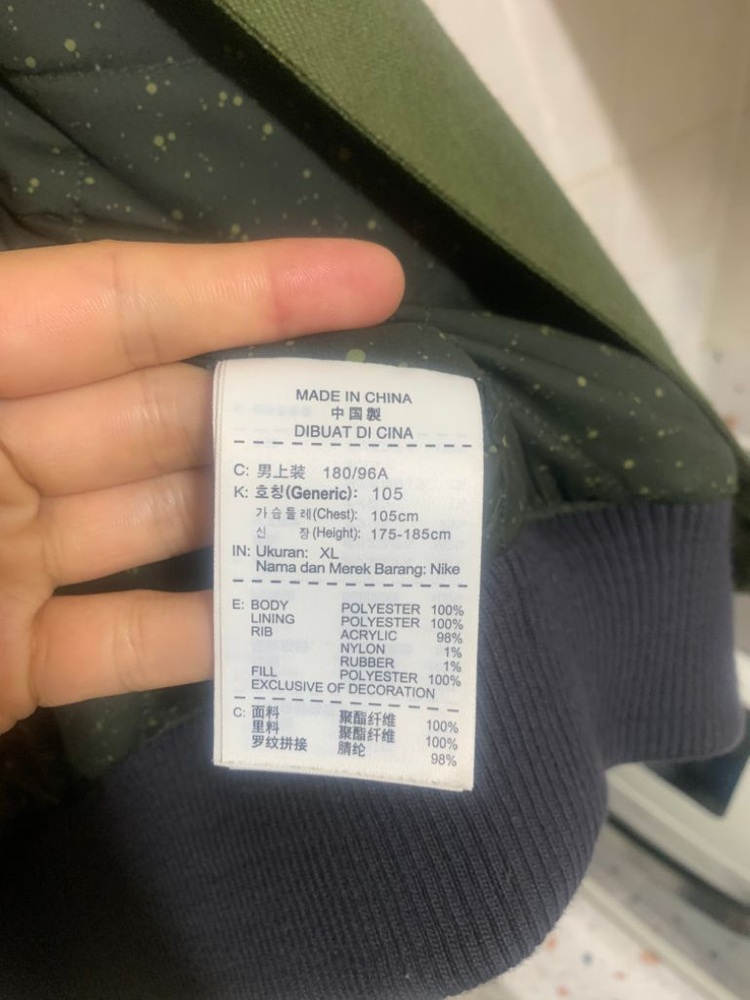 MADE IN CHINA
中国製
DIBUAT DI CINA
C: 男上装 180/96A
K: 호칭(Generic): 105
가슴둘레(Chest): 105cm
신 장(Height): 175-185cm
IN: Ukuran: XL
Nama dan Merek Barang: Nike
E: BODY POLYESTER 100%
LINING POLYESTER 100%
RIB ACRYLIC 98%
NYLON 1%
RUBBER 1%
FILL POLYESTER 100%
EXCLUSIVE OF DECORATION
C: 面料 聚酯纤维 100%
里料 聚酯纤维 100%
罗纹拼接 腈纶 98%